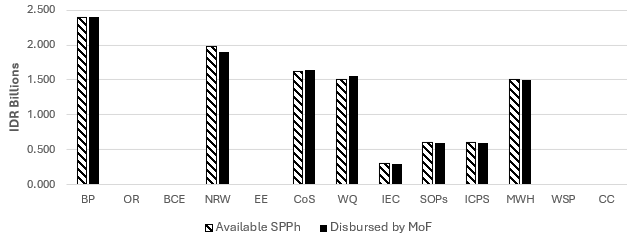 IDR Billions
2.500
2.000
1.500
1.000
0.500
0.000
BP OR BCE NRW EE CoS WQ IEC SOPs ICPS MWH WSP CC
Available SPPh Disbursed by MoF